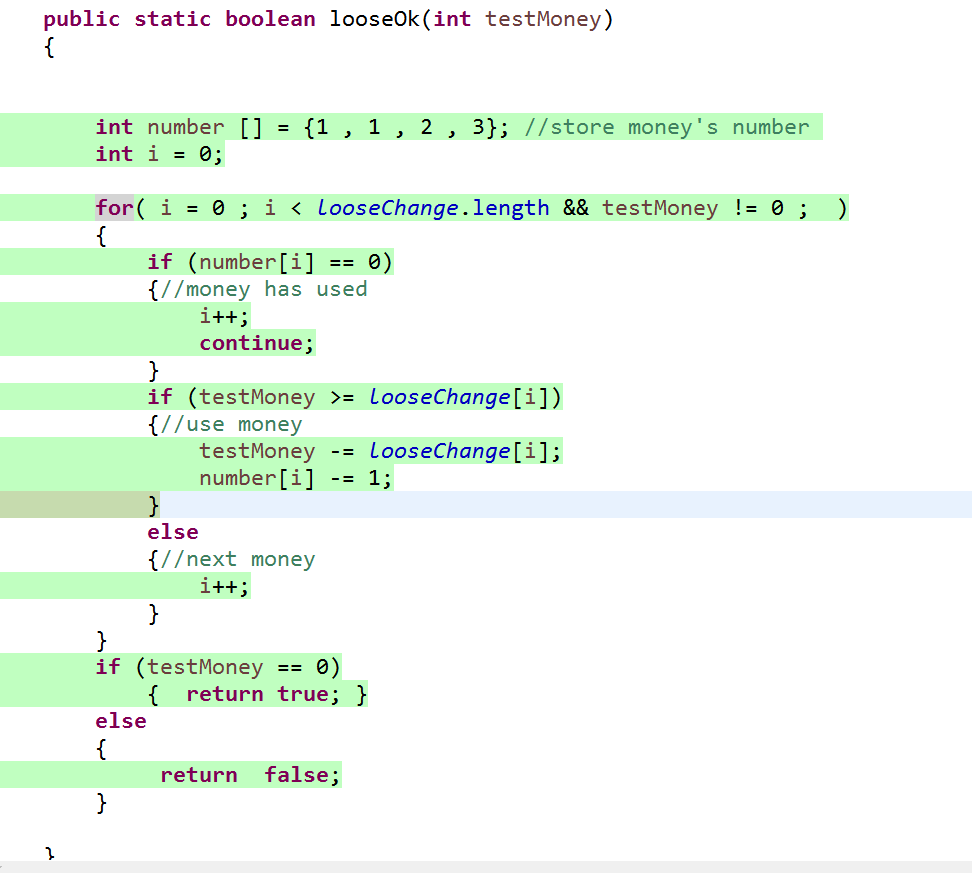 public static boolean looseOk(int testMoney)
{
int number [] = {1 , 1 , 2 , 3}; //store money's number
int i = 0;
for( i = 0 ; i < looseChange.length && testMoney != 0 ;  )
{
if (number[i] == 0)
{//money has used
i++;
continue;
}
if (testMoney >= looseChange[i])
{//use money
testMoney -= looseChange[i];
number[i] -= 1;
}
else
{//next money
i++;
}
}
if (testMoney == 0)
{  return true; }
else
{
return  false;
}
}